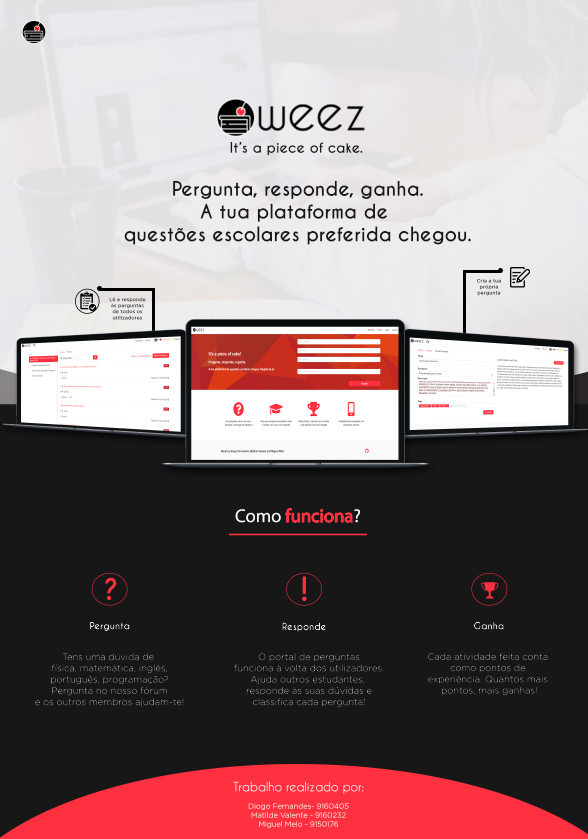 weez
It's a piece of cake.
Pergunta, responde, ganha.
A tua plataforma de
questões escolares preferida chegou.
Lê e responde
às perguntas
de todos os
utilizadores
Cria a tua
própria
pergunta
WEEZ
It's a piece of cake!
Pergunta, responde, e ganha.
Como funciona?
?
!
Pergunta
Responde
Ganha
Tens uma dúvida de
física, matemática, inglês,
português, programação?
Pergunta no nosso fórum
e os outros membros ajudam-te!
O portal de perguntas
funciona à volta dos utilizadores.
Ajuda outros estudantes,
responde às suas dúvidas e
classifica cada pergunta!
Cada atividade feita conta
como pontos de
experiência. Quantos mais
pontos, mais ganhas!
Trabalho realizado por:
Diogo Fernandes- 9160405
Matilde Valente - 9160232
Miguel Melo - 9150176